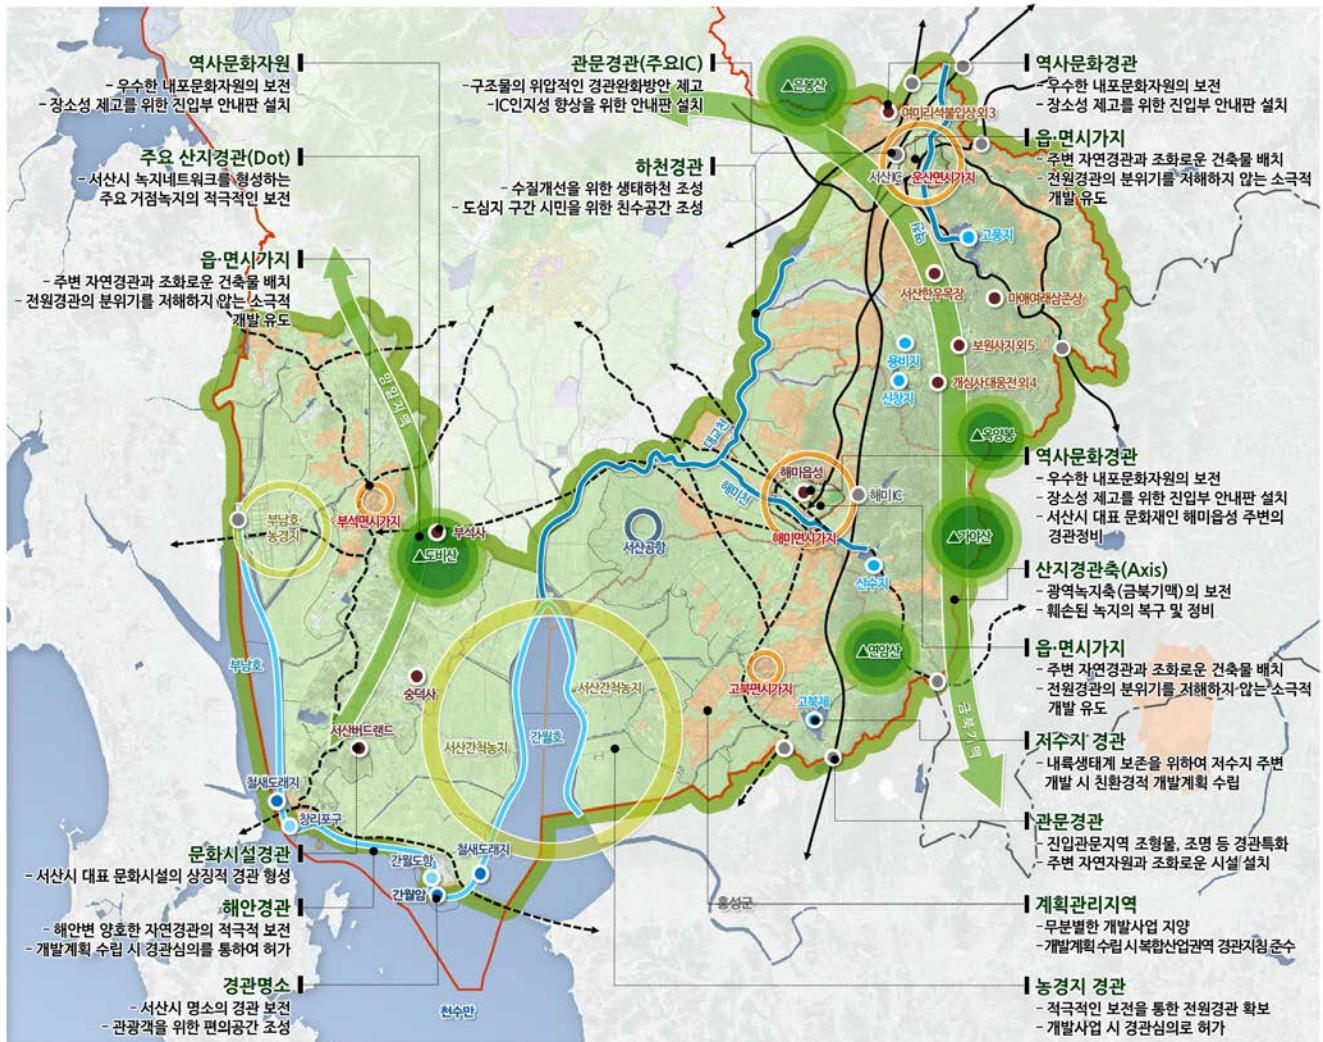 역사문화자원
- 우수한 내포문화자원의 보전
- 장소성 제고를 위한 진입부 안내판 설치
주요 산지경관(Dot)
- 서산시 녹지네트워크를 형성하는
주요 거점녹지의 적극적인 보전
읍·면시가지
- 주변 자연경관과 조화로운 건축물 배치
- 전원경관의 분위기를 저해하지 않는 소극적
개발 유도
관문경관(주요IC)
-구조물의 위압적인 경관완화방안 제고
-IC인지성 향상을 위한 안내판 설치
하천경관
- 수질개선을 위한 생태하천 조성
- 도심지 구간 시민을 위한 친수공간 조성
역사문화경관
-우수한 내포문화자원의 보전
- 장소성 제고를 위한 진입부 안내판 설치
읍·면시가지
- 주변 자연경관과 조화로운 건축물 배치
- 전원경관의 분위기를 저해하지 않는 소극적
개발 유도
▲은봉산
여미리석불입상외3
서산IC
운산면시가지
역천
고풍지
서산한우목장
마애여래삼존상
용비지
보원사지외5
신창지
개심사대웅전외4
▲옥양봉
대교천
해미천
해미읍성
해미IC
해미면시가지
산수지
▲가야산
▲연암산
금북기맥
서산공항
부남호
농경지
부석면시가지
부석사
▲도비산
부남호
숭덕사
서산버드랜드
서산간척농지
간월호
서산간척농지
고북면시가지
고북제
철새도래지
창리포구
간월도항
철새도래지
간월암
천수만
홍성군
역사문화경관
- 우수한 내포문화자원의 보전
- 장소성 제고를 위한 진입부 안내판 설치
- 서산시 대표 문화재인 해미읍성 주변의
경관정비
산지경관축(Axis)
- 광역녹지축(금북기맥)의 보전
- 훼손된 녹지의 복구 및 정비
읍·면시가지
- 주변 자연경관과 조화로운 건축물 배치
- 전원경관의 분위기를 저해하지 않는 소극적
개발 유도
저수지 경관
- 내륙생태계 보존을 위하여 저수지 주변
개발 시 친환경적 개발계획 수립
관문경관
- 진입관문지역 조형물, 조명 등 경관특화
- 주변 자연자원과 조화로운 시설 설치
계획관리지역
-무분별한 개발사업 지양
-개발계획 수립 시 복합산업권역 경관지침 준수
농경지 경관
- 적극적인 보전을 통한 전원경관 확보
- 개발사업 시 경관심의로 허가
문화시설경관
- 서산시 대표 문화시설의 상징적 경관 형성
해안경관
- 해안변 양호한 자연경관의 적극적 보전
- 개발계획 수립 시 경관심의를 통하여 허가
경관명소
- 서산시 명소의 경관 보전
- 관광객을 위한 편의공간 조성